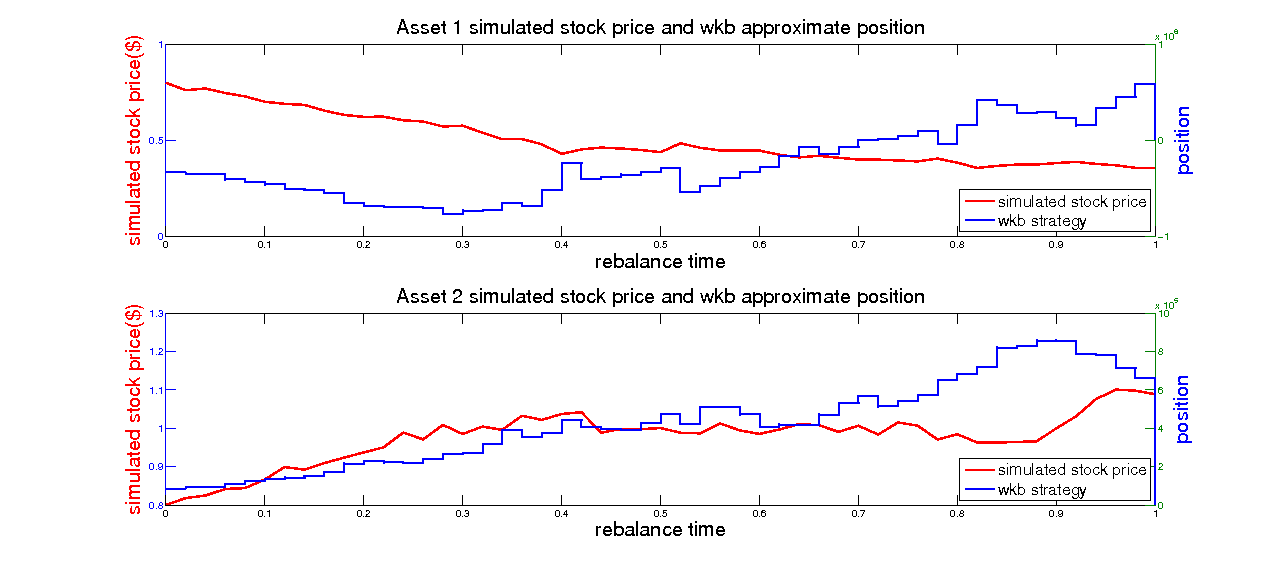 Asset 1 simulated stock price and wkb approximate position
simulated stock price($)
1
0.5
0
x 10^6
1
0
−1
position
simulated stock price
wkb strategy
0 0.1 0.2 0.3 0.4 0.5 0.6 0.7 0.8 0.9 1
rebalance time
Asset 2 simulated stock price and wkb approximate position
simulated stock price($)
1.3
1.2
1.1
1
0.9
0.8
x 10^5
10
8
6
4
2
0
position
simulated stock price
wkb strategy
0 0.1 0.2 0.3 0.4 0.5 0.6 0.7 0.8 0.9 1
rebalance time